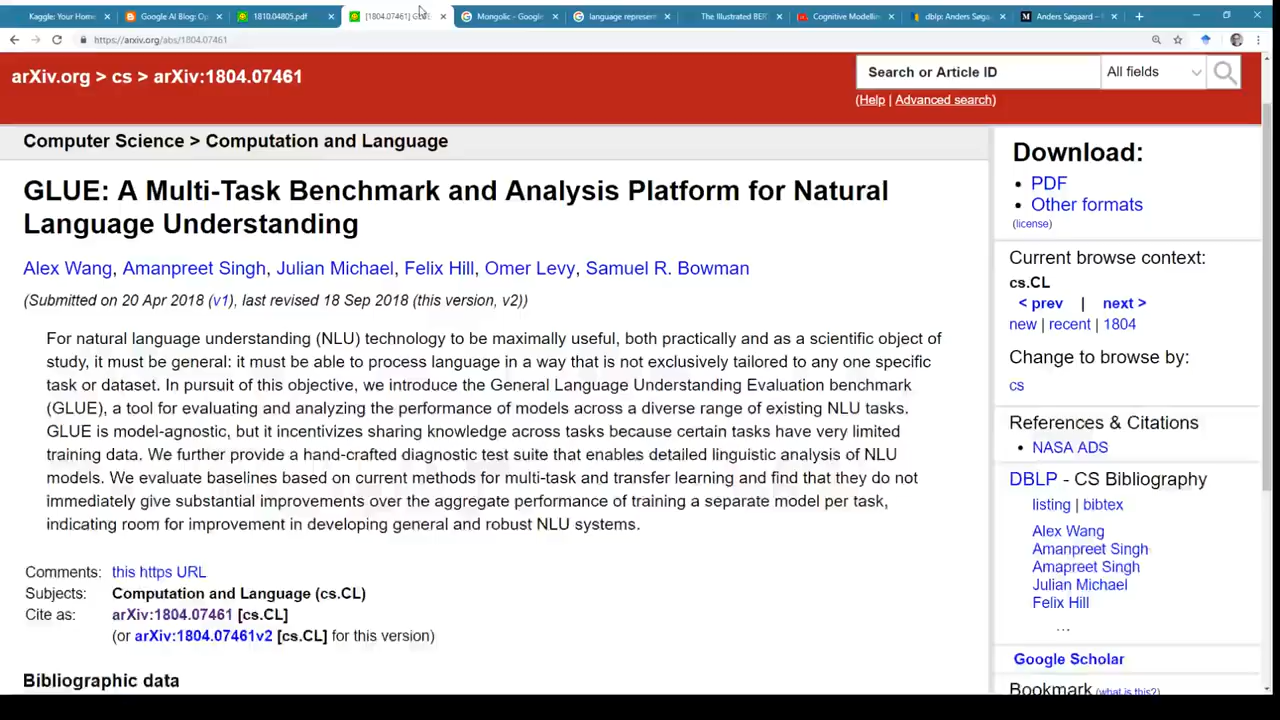 Kaggle: Your Home
Google AI Blog: Op
1810.04805.pdf
[1804.07461] GLUE
Mongolic - Google
language represent
The Illustrated BER
Cognitive Modellin
dblp: Anders Søga
Anders Søgaard –
https://arxiv.org/abs/1804.07461
arXiv.org > cs > arXiv:1804.07461
Search or Article ID
All fields
(Help | Advanced search)
Computer Science > Computation and Language
GLUE: A Multi-Task Benchmark and Analysis Platform for Natural
Language Understanding
Alex Wang, Amanpreet Singh, Julian Michael, Felix Hill, Omer Levy, Samuel R. Bowman
(Submitted on 20 Apr 2018 (v1), last revised 18 Sep 2018 (this version, v2))
For natural language understanding (NLU) technology to be maximally useful, both practically and as a scientific object of
study, it must be general: it must be able to process language in a way that is not exclusively tailored to any one specific
task or dataset. In pursuit of this objective, we introduce the General Language Understanding Evaluation benchmark
(GLUE), a tool for evaluating and analyzing the performance of models across a diverse range of existing NLU tasks.
GLUE is model-agnostic, but it incentivizes sharing knowledge across tasks because certain tasks have very limited
training data. We further provide a hand-crafted diagnostic test suite that enables detailed linguistic analysis of NLU
models. We evaluate baselines based on current methods for multi-task and transfer learning and find that they do not
immediately give substantial improvements over the aggregate performance of training a separate model per task,
indicating room for improvement in developing general and robust NLU systems.
Comments: this https URL
Subjects: Computation and Language (cs.CL)
Cite as: arXiv:1804.07461 [cs.CL]
(or arXiv:1804.07461v2 [cs.CL] for this version)
Bibliographic data
Download:
PDF
Other formats
(license)
Current browse context:
cs.CL
< prev | next >
new | recent | 1804
Change to browse by:
cs
References & Citations
NASA ADS
DBLP - CS Bibliography
listing | bibtex
Alex Wang
Amanpreet Singh
Amapreet Singh
Julian Michael
Felix Hill
...
Google Scholar
Bookmark (what is this?)